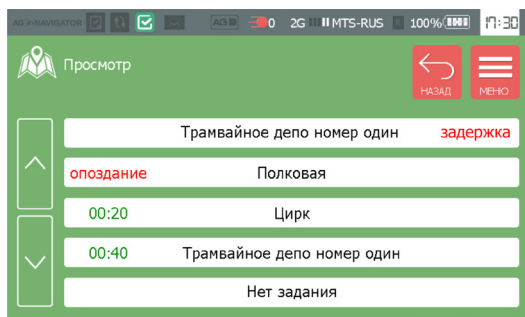 AG NAVIGATOR AG 0 2G MTS-RUS 100% 17:30
Просмотр
НАЗАД МЕНЮ
Трамвайное депо номер один задержка
опоздание Полковая
00:20 Цирк
00:40 Трамвайное депо номер один
Нет задания